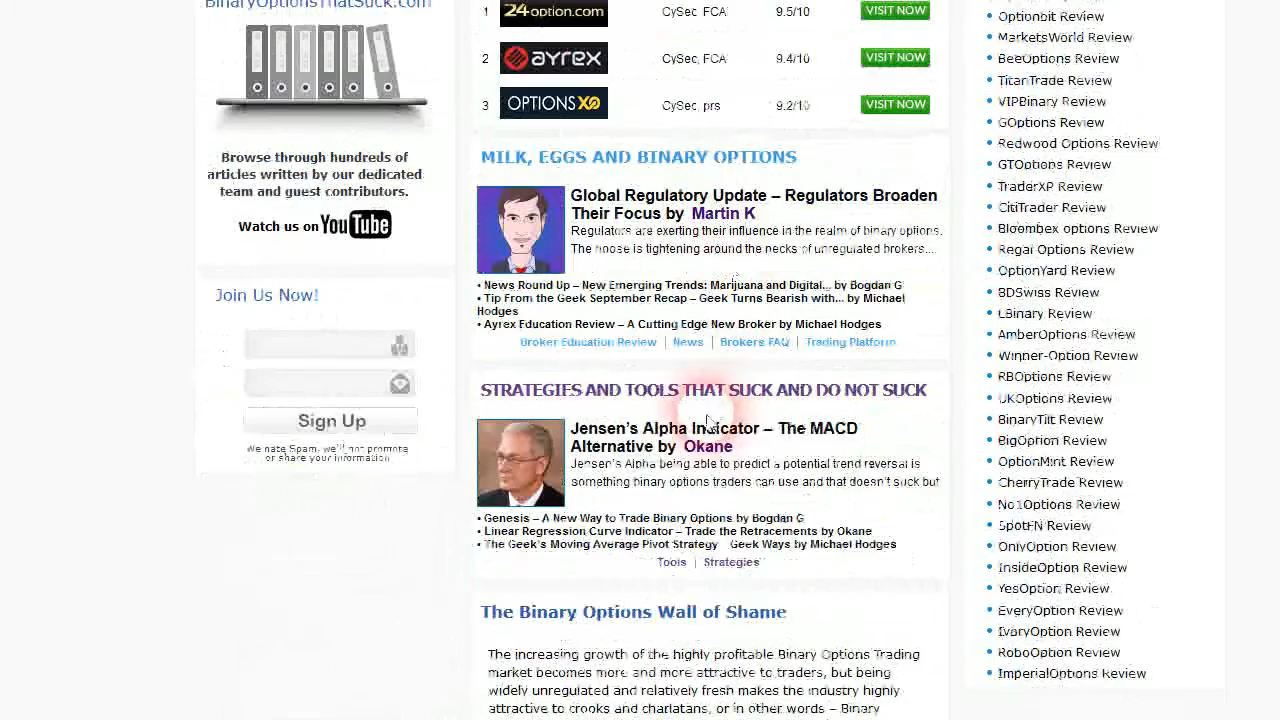 BinaryOptionsThatSuck.com
Browse through hundreds of
articles written by our dedicated
team and guest contributors.
Watch us on YouTube
Join Us Now!
Sign Up
We hate Spam, we'll not promote
or share your information
1 24option.com CySec, FCA 9.5/10 VISIT NOW
2 AYREX CySec, FCA 9.4/10 VISIT NOW
3 OPTIONSXO CySec, prs 9.2/10 VISIT NOW
MILK, EGGS AND BINARY OPTIONS
Global Regulatory Update – Regulators Broaden
Their Focus by Martin K
Regulators are exerting their influence in the realm of binary options.
The noose is tightening around the necks of unregulated brokers....
• News Round Up – New Emerging Trends: Marijuana and Digital... by Bogdan G
• Tip From the Geek September Recap – Geek Turns Bearish with... by Michael
Hodges
• Ayrex Education Review – A Cutting Edge New Broker by Michael Hodges
Broker Education Review | News | Brokers FAQ | Trading Platform
STRATEGIES AND TOOLS THAT SUCK AND DO NOT SUCK
Jensen's Alpha Indicator – The MACD
Alternative by Okane
Jensen's Alpha being able to predict a potential trend reversal is
something binary options traders can use and that doesn't suck but
• Genesis – A New Way to Trade Binary Options by Bogdan G
• Linear Regression Curve Indicator – Trade the Retracements by Okane
• The Geek's Moving Average Pivot Strategy Geek Ways by Michael Hodges
Tools | Strategies
The Binary Options Wall of Shame
The increasing growth of the highly profitable Binary Options Trading
market becomes more and more attractive to traders, but being
widely unregulated and relatively fresh makes the industry highly
attractive to crooks and charlatans, or in other words – Binary
• Optionbit Review
• MarketsWorld Review
• BeeOptions Review
• TitanTrade Review
• VIPBinary Review
• GOptions Review
• Redwood Options Review
• GTOptions Review
• TraderXP Review
• CitiTrader Review
• Bloombex options Review
• Regal Options Review
• OptionYard Review
• BDSwiss Review
• LBinary Review
• AmberOptions Review
• Winner-Option Review
• RBOptions Review
• UKOptions Review
• BinaryTilt Review
• BigOption Review
• OptionMint Review
• CherryTrade Review
• No1Options Review
• SpotFN Review
• OnlyOption Review
• InsideOption Review
• YesOption Review
• EveryOption Review
• IvoryOption Review
• RoboOption Review
• ImperialOptions Review